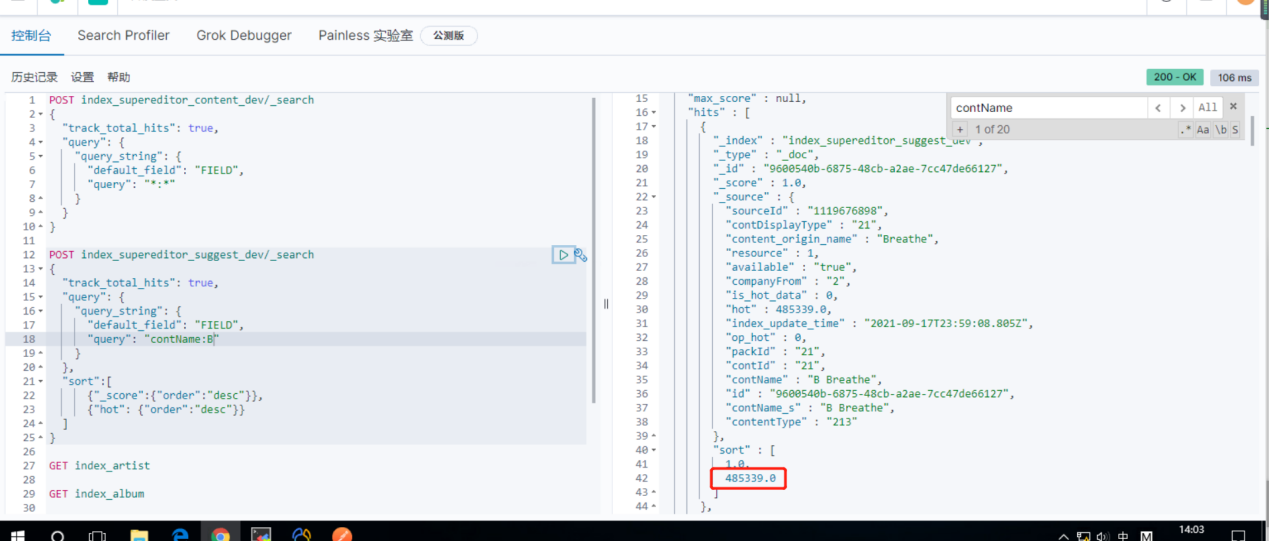 控制台 Search Profiler Grok Debugger Painless 实验室 公测版
历史记录 设置 帮助
200 - OK 106 ms
1 POST index_supereditor_content_dev/_search
2 {
3 "track_total_hits": true,
4 "query": {
5 "query_string": {
6 "default_field": "FIELD",
7 "query": "*:*"
8 }
9 }
10 }
11
12 POST index_supereditor_suggest_dev/_search
13 {
14 "track_total_hits": true,
15 "query": {
16 "query_string": {
17 "default_field": "FIELD",
18 "query": "contName:B"
19 }
20 },
21 "sort":[
22 {"_score":{"order":"desc"}},
23 {"hot": {"order":"desc"}}
24 ]
25 }
26
27 GET index_artist
28
29 GET index_album
30
contName
All
+ 1 of 20
.* Aa \b S
15 "max_score" : null,
16 "hits" : [
17 {
18 "_index" : "index_supereditor_suggest_dev",
19 "_type" : "_doc",
20 "_id" : "9600540b-6875-48cb-a2ae-7cc47de66127",
21 "_score" : 1.0,
22 "_source" : {
23 "sourceId" : "1119676898",
24 "contDisplayType" : "21",
25 "content_origin_name" : "Breathe",
26 "resource" : 1,
27 "available" : "true",
28 "companyFrom" : "2",
29 "is_hot_data" : 0,
30 "hot" : 485339.0,
31 "index_update_time" : "2021-09-17T23:59:08.805Z",
32 "op_hot" : 0,
33 "packId" : "21",
34 "contId" : "21",
35 "contName" : "B Breathe",
36 "id" : "9600540b-6875-48cb-a2ae-7cc47de66127",
37 "contName_s" : "B Breathe",
38 "contentType" : "213"
39 },
40 "sort" : [
41 1.0,
42 485339.0
43 ]
44 },
中 M 14:03